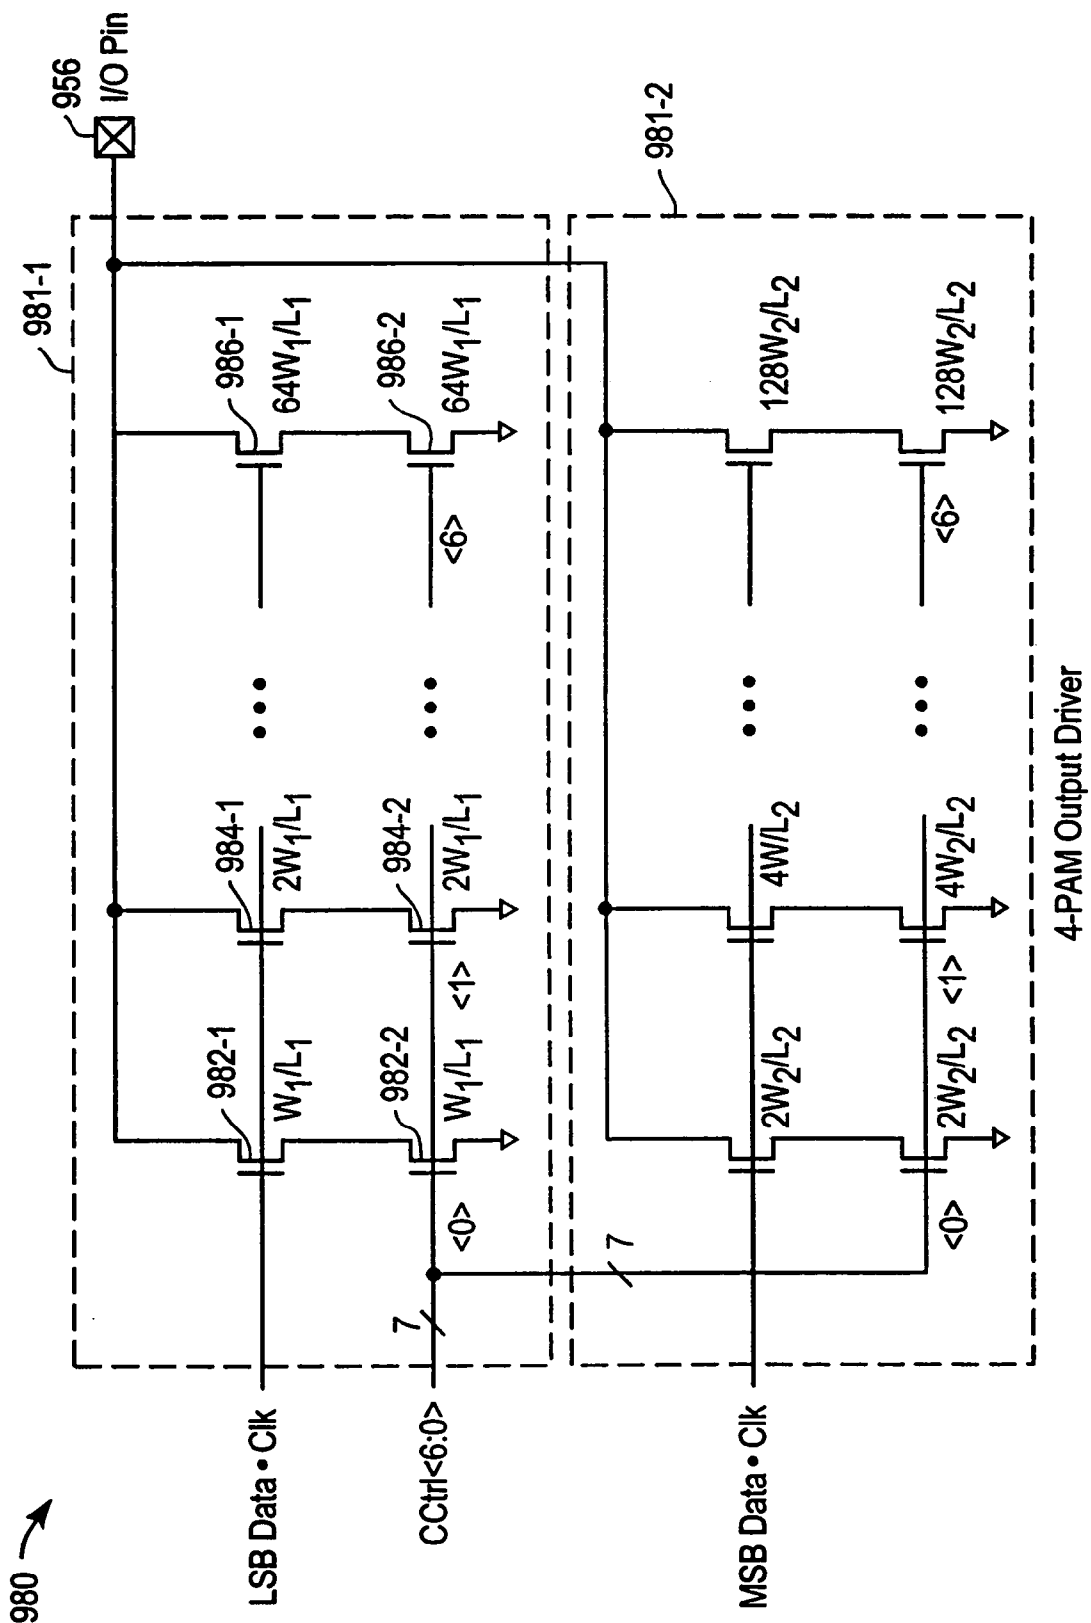 980
LSB Data • Clk
CCtrl<6:0>
MSB Data • Clk
981-1
956
I/O Pin
981-2
982-1
W1/L1
984-1
2W1/L1
986-1
64W1/L1
7
<0>
982-2
W1/L1
<1>
984-2
2W1/L1
<6>
986-2
64W1/L1
7
2W2/L2
4W/L2
128W2/L2
<0>
2W2/L2
<1>
4W2/L2
<6>
128W2/L2
4-PAM Output Driver